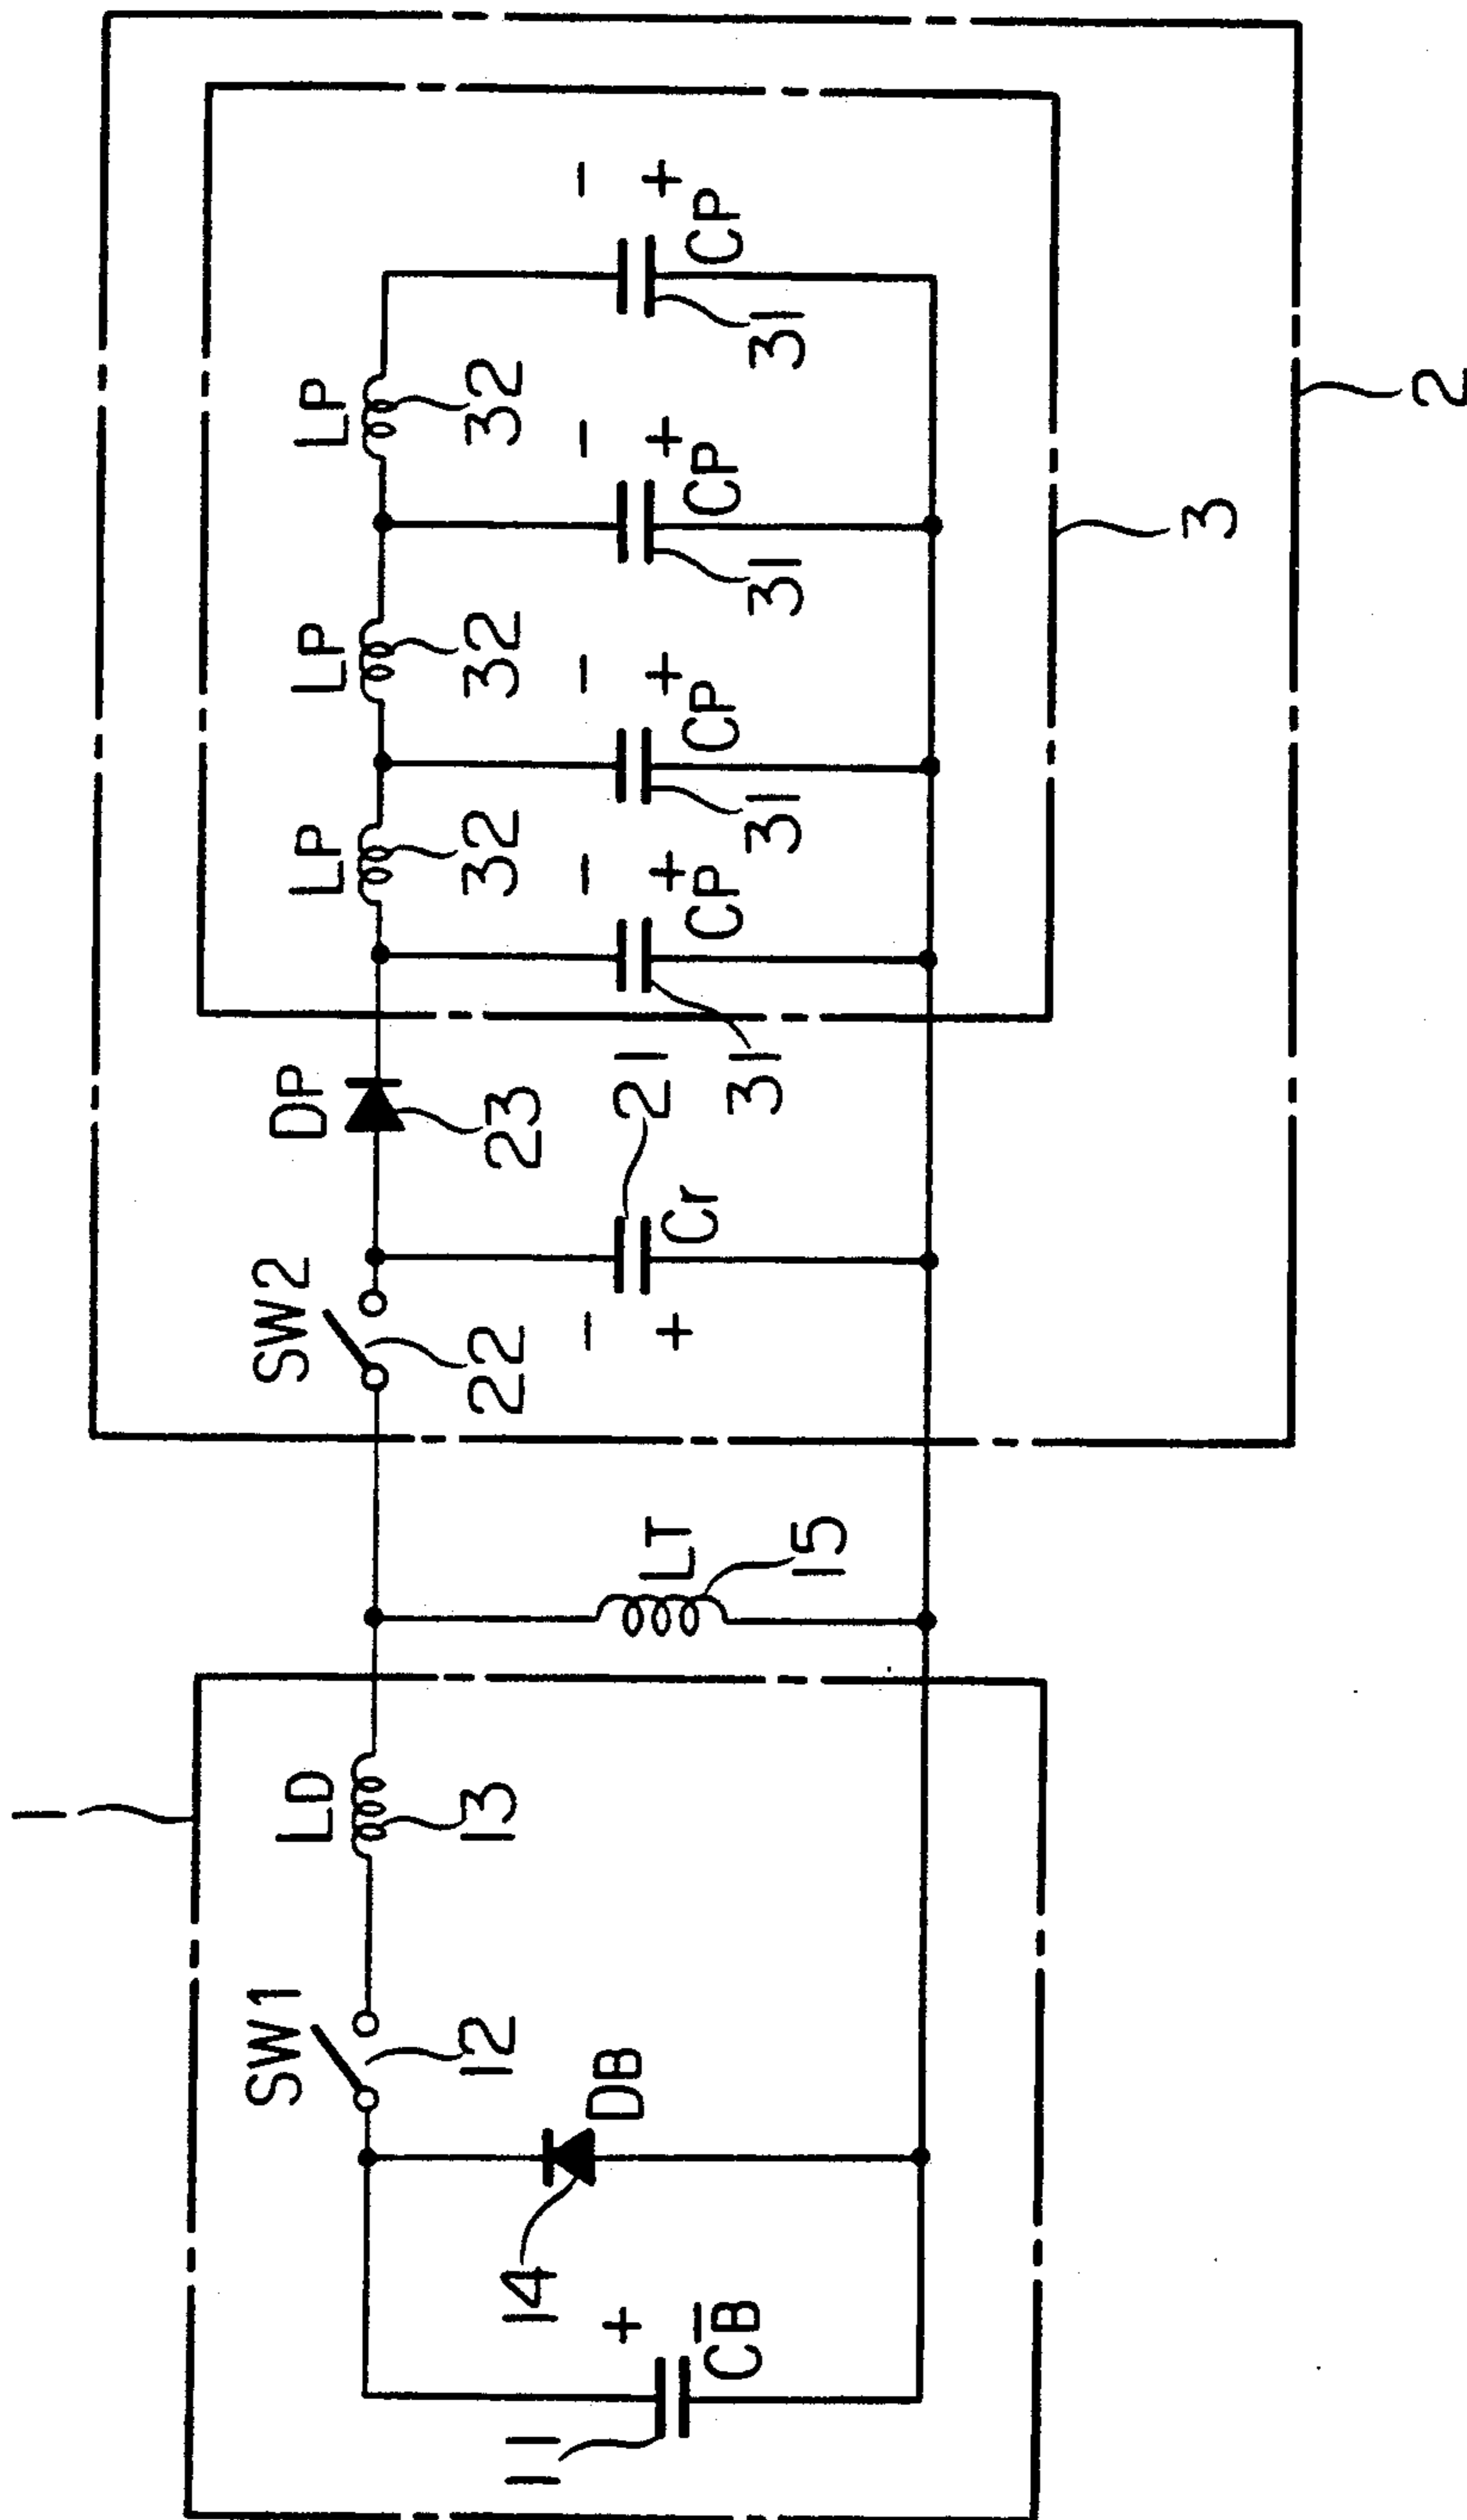 1
SW1
LD
12
13
11
+
−
CB
14
DB
LT
15
SW2
22
DP
23
−
+
Cr
21
LP
32
LP
32
LP
32
−
+
CP
31
−
+
CP
31
−
+
CP
31
−
+
CP
31
3
2